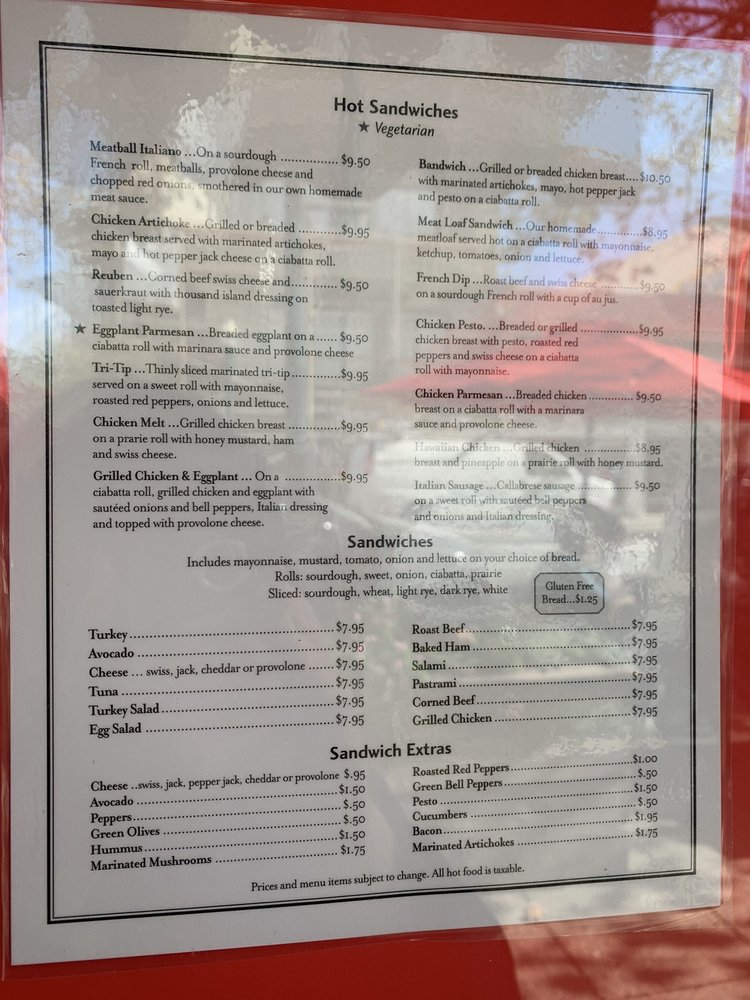 Hot Sandwiches
★ Vegetarian
Meatball Italiano ...On a sourdough ................ $9.50
French roll, meatballs, provolone cheese and
chopped red onions, smothered in our own homemade
meat sauce.
Chicken Artichoke ...Grilled or breaded ............$9.95
chicken breast served with marinated artichokes,
mayo and hot pepper jack cheese on a ciabatta roll.
Reuben ...Corned beef swiss cheese and.............$9.50
sauerkraut with thousand island dressing on
toasted light rye.
★ Eggplant Parmesan ...Breaded eggplant on a ...... $9.50
ciabatta roll with marinara sauce and provolone cheese
Tri-Tip ...Thinly sliced marinated tri-tip.............$9.95
served on a sweet roll with mayonnaise,
roasted red peppers, onions and lettuce.
Chicken Melt ...Grilled chicken breast ..............$9.95
on a prarie roll with honey mustard, ham
and swiss cheese.
Grilled Chicken & Eggplant ... On a ................$9.95
ciabatta roll, grilled chicken and eggplant with
sautéed onions and bell peppers, Italian dressing
and topped with provolone cheese.
Bandwich ...Grilled or breaded chicken breast....$10.50
with marinated artichokes, mayo, hot pepper jack
and pesto on a ciabatta roll.
Meat Loaf Sandwich ...Our homemade..............$8.95
meatloaf served hot on a ciabatta roll with mayonnaise,
ketchup, tomatoes, onion and lettuce.
French Dip ...Roast beef and swiss cheese ...........$9.50
on a sourdough French roll with a cup of au jus.
Chicken Pesto. ...Breaded or grilled .................$9.95
chicken breast with pesto, roasted red
peppers and swiss cheese on a ciabatta
roll with mayonnaise.
Chicken Parmesan ...Breaded chicken.............. $9.50
breast on a ciabatta roll with a marinara
sauce and provolone cheese.
Hawaiian Chicken ...Grilled chicken ................$8.95
breast and pineapple on a prairie roll with honey mustard.
Italian Sausage ...Callabrese sausage .................$9.50
on a sweet roll with sautéed bell peppers
and onions and Italian dressing.
Sandwiches
Includes mayonnaise, mustard, tomato, onion and lettuce on your choice of bread.
Rolls: sourdough, sweet, onion, ciabatta, prairie
Sliced: sourdough, wheat, light rye, dark rye, white
Gluten Free
Bread...$1.25
Turkey.......................................................$7.95
Avocado .....................................................$7.95
Cheese ... swiss, jack, cheddar or provolone .......$7.95
Tuna .........................................................$7.95
Turkey Salad................................................$7.95
Egg Salad ...................................................$7.95
Roast Beef...................................................$7.95
Baked Ham .................................................$7.95
Salami .......................................................$7.95
Pastrami .....................................................$7.95
Corned Beef.................................................$7.95
Grilled Chicken .............................................$7.95
Sandwich Extras
Cheese ..swiss, jack, pepper jack, cheddar or provolone $.95
Avocado .....................................................$1.50
Peppers.......................................................$.50
Green Olives ................................................$.50
Hummus.....................................................$1.50
Marinated Mushrooms ....................................$1.75
Roasted Red Peppers.......................................$1.00
Green Bell Peppers..........................................$.50
Pesto ........................................................$1.50
Cucumbers ..................................................$.50
Bacon........................................................$1.95
Marinated Artichokes .....................................$1.75
Prices and menu items subject to change. All hot food is taxable.